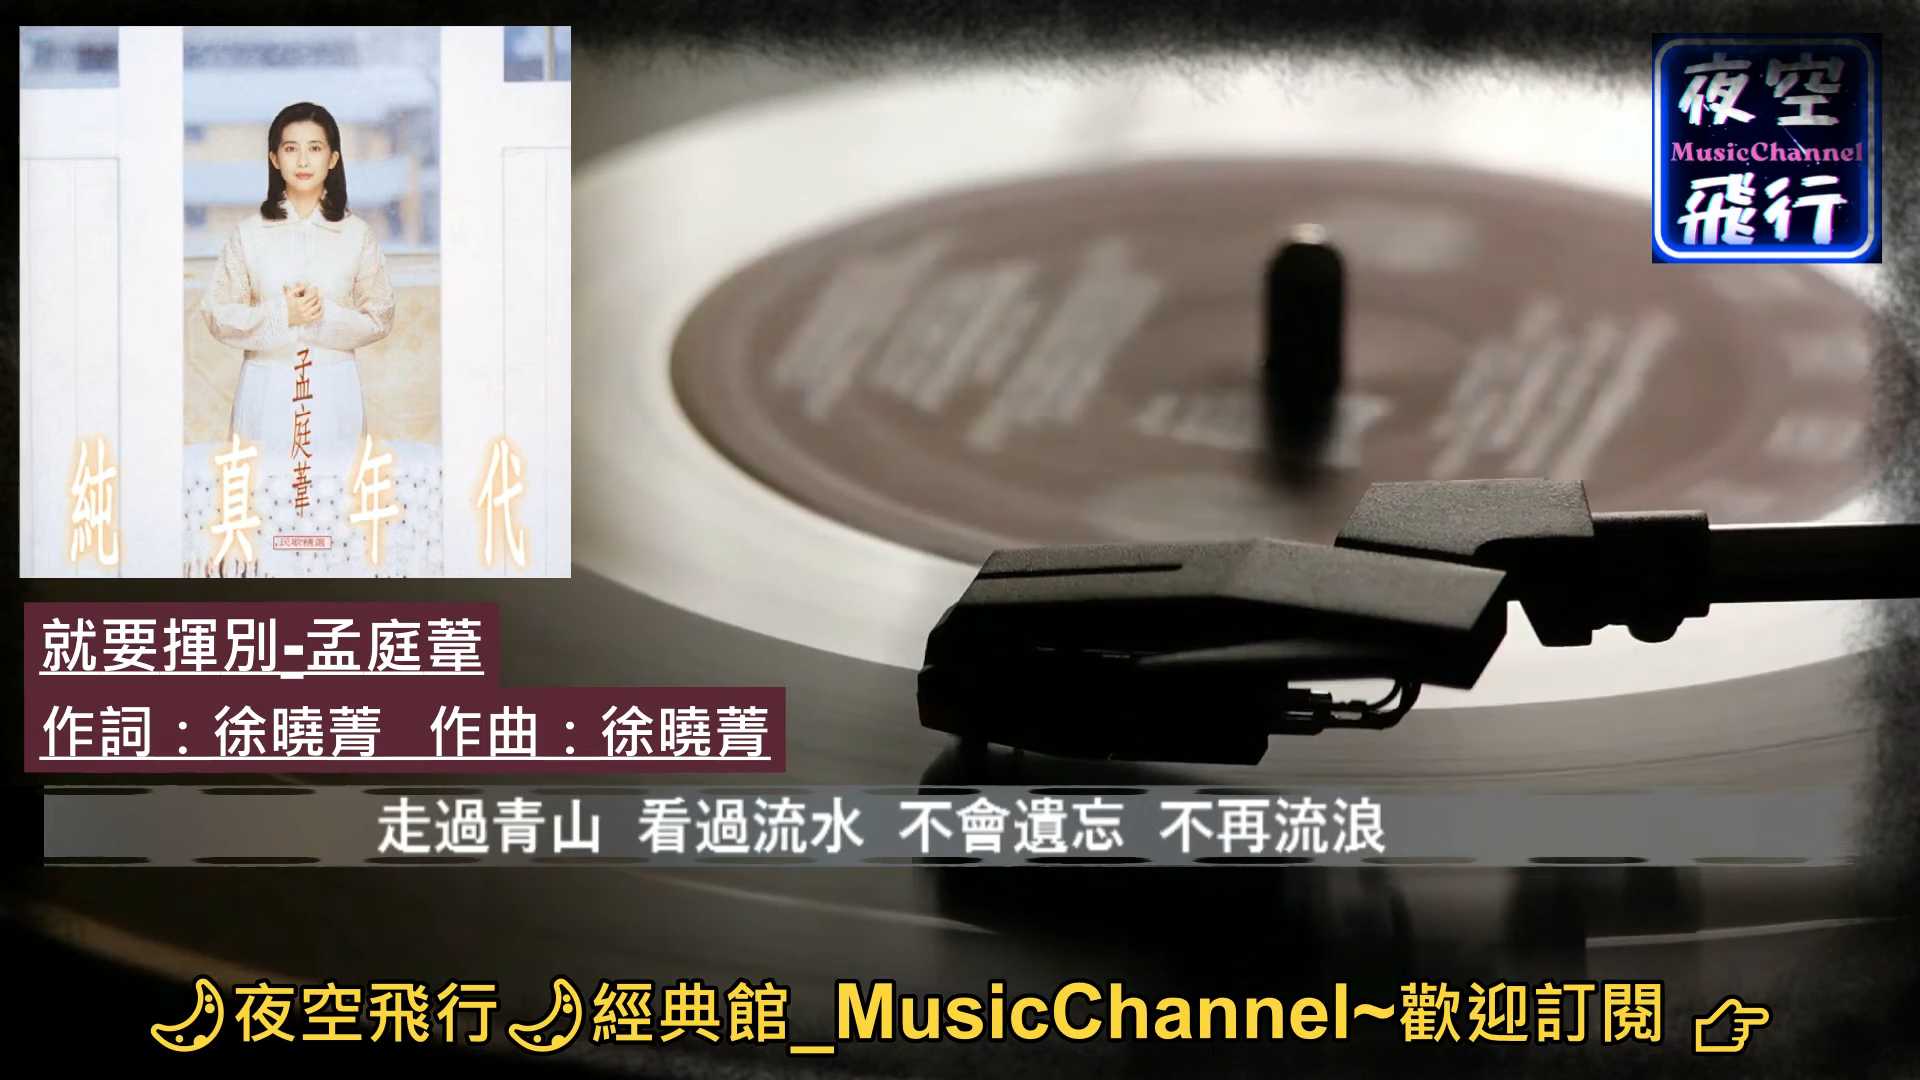 孟庭葦
純真年代
民歌精選
夜空
MusicChannel
飛行
就要揮別-孟庭葦
作詞：徐曉菁 作曲：徐曉菁
走過青山 看過流水 不會遺忘 不再流浪
🌙夜空飛行🌙經典館_MusicChannel~歡迎訂閱 👉